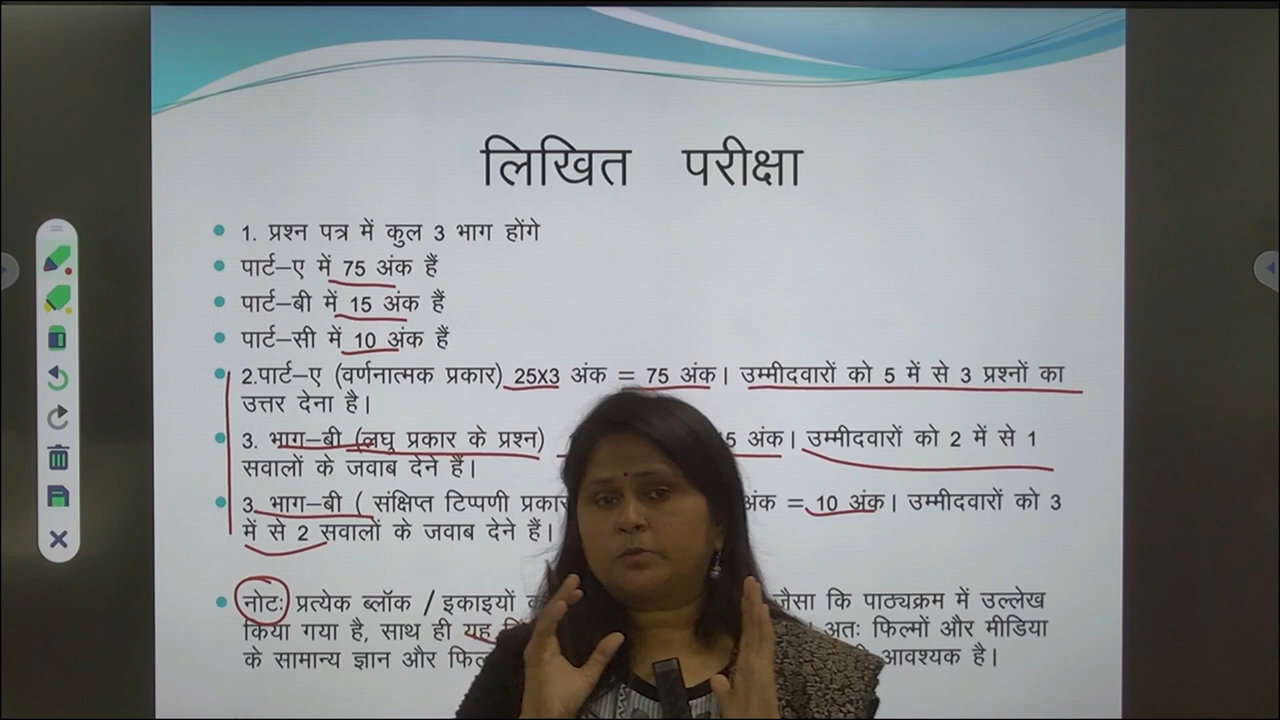 लिखित परीक्षा
1. प्रश्न पत्र में कुल 3 भाग होंगे
पार्ट–ए में 75 अंक हैं
पार्ट–बी में 15 अंक हैं
पार्ट–सी में 10 अंक हैं
2.पार्ट–ए (वर्णनात्मक प्रकार) 25X3 अंक = 75 अंक। उम्मीदवारों को 5 में से 3 प्रश्नों का
उत्तर देना है।
3. भाग–बी (लघु प्रकार के प्रश्न) अंक। उम्मीदवारों को 2 में से 1
सवालों के जवाब देने हैं।
3. भाग–बी ( संक्षिप्त टिप्पणी प्रकार अंक = 10 अंक। उम्मीदवारों को 3
में से 2 सवालों के जवाब देने हैं।
नोटः प्रत्येक ब्लॉक / इकाइयों जैसा कि पाठ्यक्रम में उल्लेख
किया गया है, साथ ही यह अतः फिल्मों और मीडिया
के सामान्य ज्ञान और आवश्यक है।